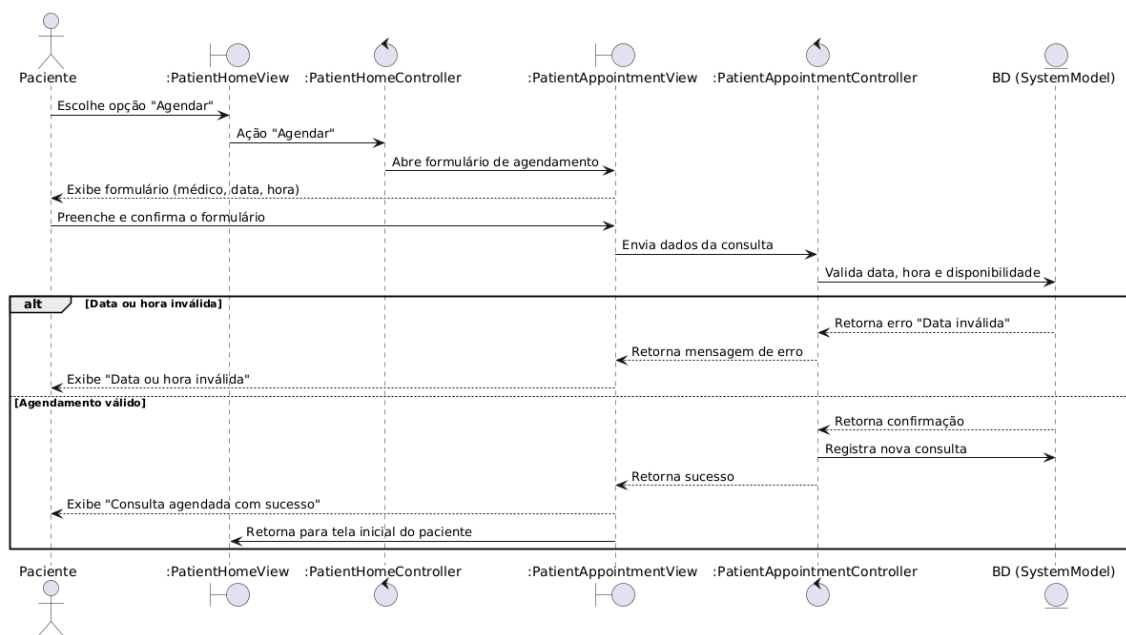 Paciente
:PatientHomeView
:PatientHomeController
:PatientAppointmentView
:PatientAppointmentController
BD (SystemModel)
Escolhe opção "Agendar"
Ação "Agendar"
Abre formulário de agendamento
Exibe formulário (médico, data, hora)
Preenche e confirma o formulário
Envia dados da consulta
Valida data, hora e disponibilidade
alt
[Data ou hora inválida]
Retorna erro "Data inválida"
Retorna mensagem de erro
Exibe "Data ou hora inválida"
[Agendamento válido]
Retorna confirmação
Registra nova consulta
Retorna sucesso
Exibe "Consulta agendada com sucesso"
Retorna para tela inicial do paciente
Paciente
:PatientHomeView
:PatientHomeController
:PatientAppointmentView
:PatientAppointmentController
BD (SystemModel)